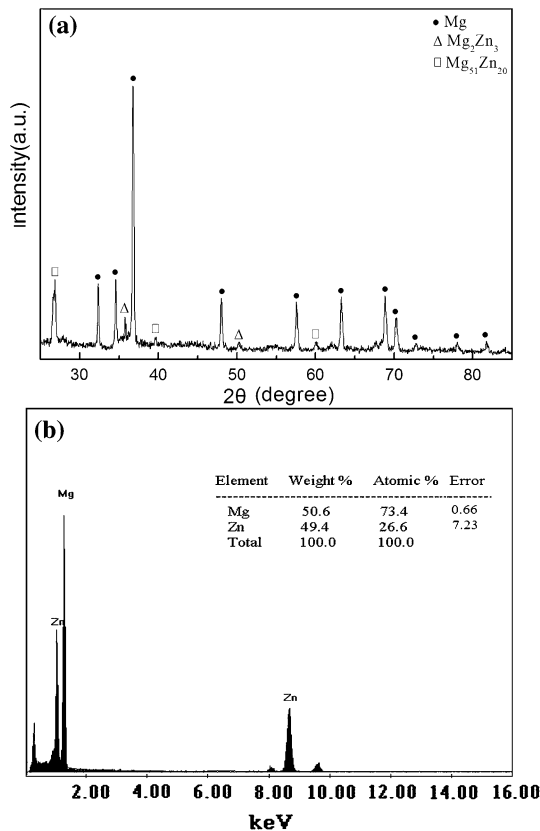 (a)
● Mg
△ Mg₂Zn₃
□ Mg₅₁Zn₂₀
intensity(a.u.)
30 40 50 60 70 80
2θ (degree)
(b)
Element Weight % Atomic % Error
Mg 50.6 73.4 0.66
Zn 49.4 26.6 7.23
Total 100.0 100.0
Mg
Zn
Zn
2.00 4.00 6.00 8.00 10.00 12.00 14.00 16.00
keV